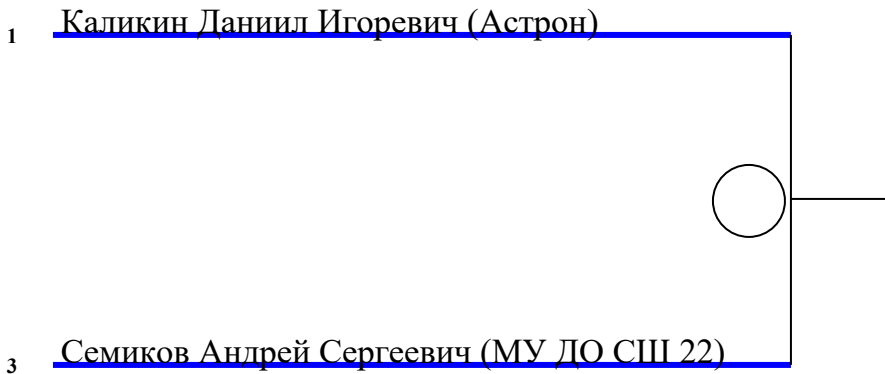 1 Каликин Даниил Игоревич (Астрон)
3 Семиков Андрей Сергеевич (МУ ДО СШ 22)